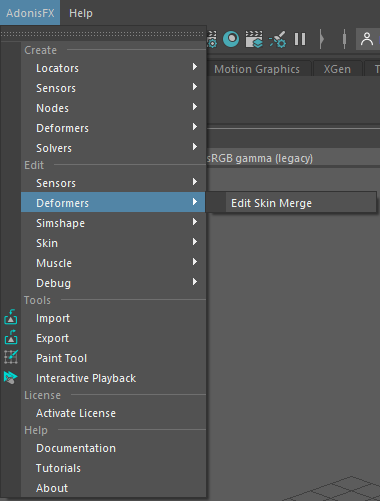 AdonisFX Help
Create
Locators
Sensors
Nodes
Deformers
Solvers
Edit
Sensors
Deformers
Edit Skin Merge
Simshape
Skin
Muscle
Debug
Tools
Import
Export
Paint Tool
Interactive Playback
License
Activate License
Help
Documentation
Tutorials
About
Motion Graphics XGen
sRGB gamma (legacy)